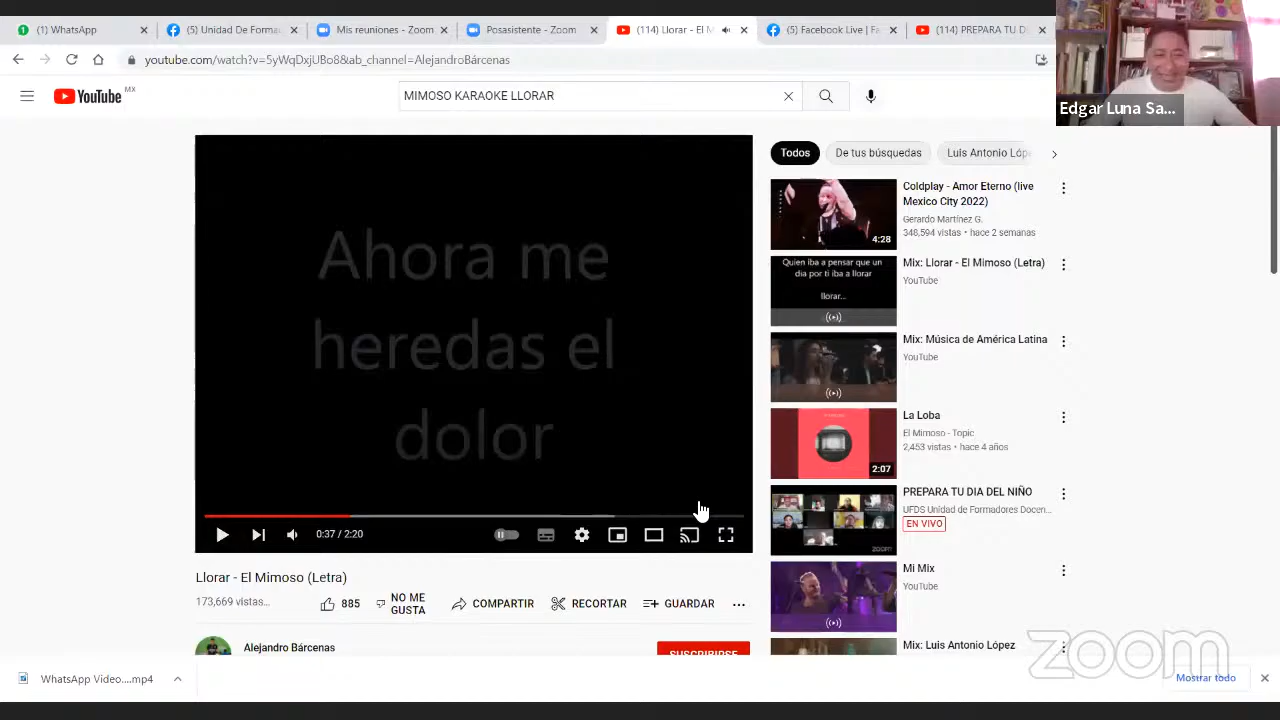 (1) WhatsApp
(5) Unidad De Forma
Mis reuniones - Zoom
Posasistente - Zoom
(114) Llorar - El M
(5) Facebook Live | Fa
(114) PREPARA TU D
youtube.com/watch?v=5yWqDxjUBo8&ab_channel=AlejandroBárcenas
YouTube MX
MIMOSO KARAOKE LLORAR
Edgar Luna Sa...
Ahora me
heredas el
dolor
0:37 / 2:20
Llorar - El Mimoso (Letra)
173,669 vistas...
885
NO ME
GUSTA
COMPARTIR
RECORTAR
GUARDAR
Alejandro Bárcenas
SUSCRIBIRSE
Todos
De tus búsquedas
Luis Antonio Lópe
Coldplay - Amor Eterno (live
Mexico City 2022)
Gerardo Martínez G.
348,594 vistas • hace 2 semanas
4:28
Quien iba a pensar que un
dia por ti iba a llorar
llorar...
Mix: Llorar - El Mimoso (Letra)
YouTube
Mix: Música de América Latina
YouTube
La Loba
El Mimoso - Topic
2,453 vistas • hace 4 años
2:07
PREPARA TU DIA DEL NIÑO
UFDS Unidad de Formadores Docen...
EN VIVO
zoom
Mi Mix
YouTube
Mix: Luis Antonio López
zoom
WhatsApp Video....mp4
Mostrar todo